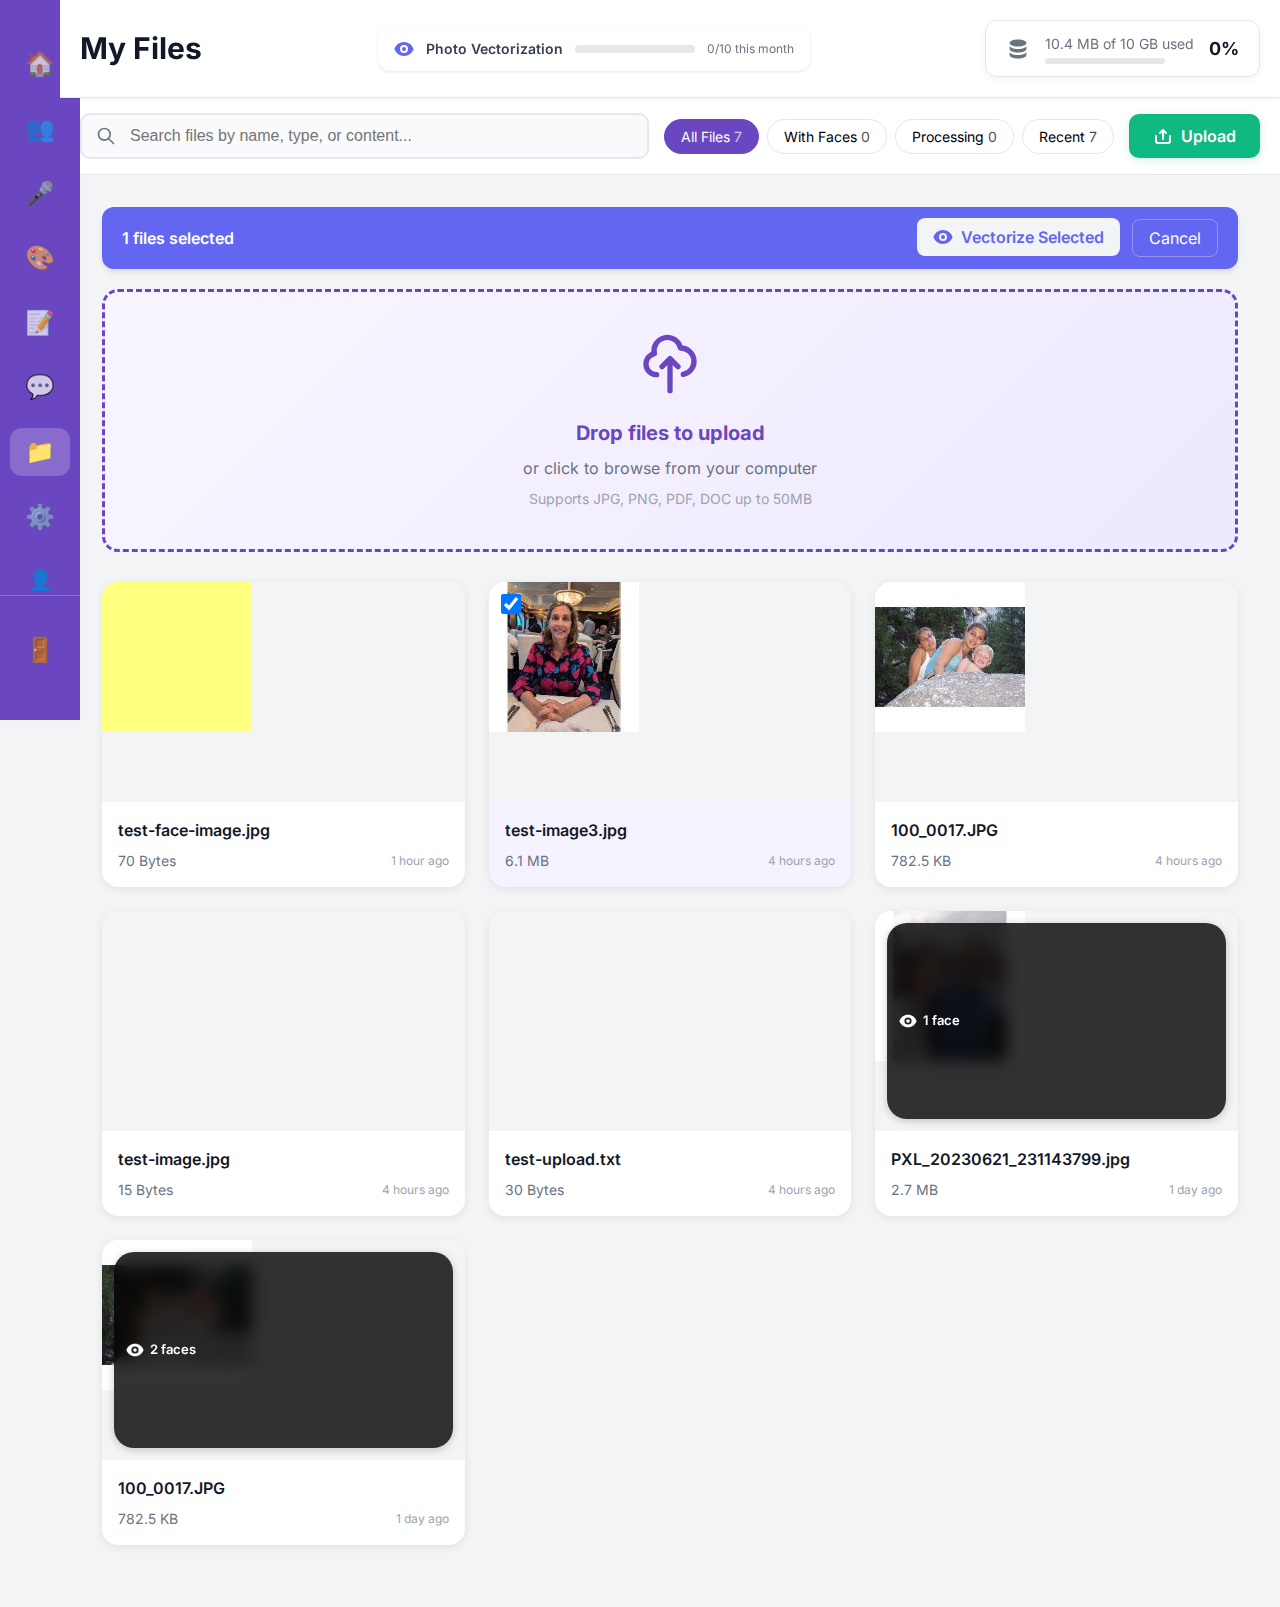 My Files
Photo Vectorization
0/10 this month
10.4 MB of 10 GB used
0%
Search files by name, type, or content...
All Files 7
With Faces 0
Processing 0
Recent 7
Upload
1 files selected
Vectorize Selected
Cancel
Drop files to upload
or click to browse from your computer
Supports JPG, PNG, PDF, DOC up to 50MB
test-face-image.jpg
70 Bytes
1 hour ago
test-image3.jpg
6.1 MB
4 hours ago
100_0017.JPG
782.5 KB
4 hours ago
test-image.jpg
15 Bytes
4 hours ago
test-upload.txt
30 Bytes
4 hours ago
1 face
PXL_20230621_231143799.jpg
2.7 MB
1 day ago
2 faces
100_0017.JPG
782.5 KB
1 day ago